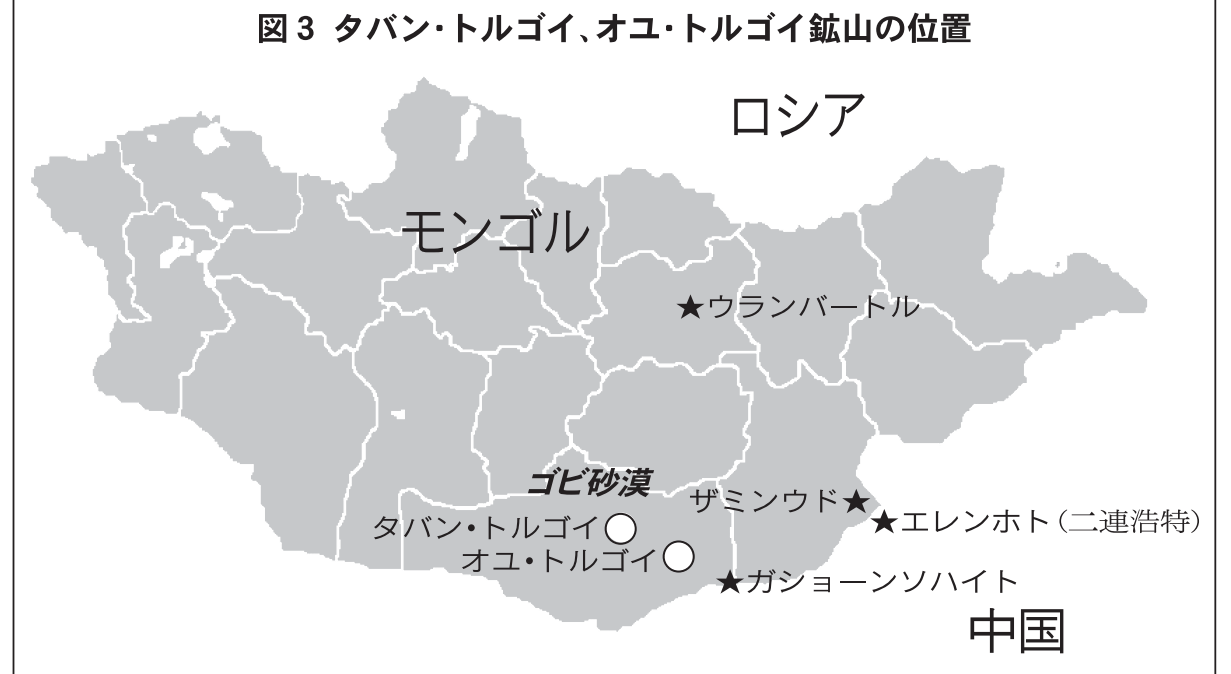 図3 タバン・トルゴイ、オユ・トルゴイ鉱山の位置
ロシア
モンゴル
★ウランバートル
ゴビ砂漠
ザミンウド★
タバン・トルゴイ
★エレンホト(二連浩特)
オユ・トルゴイ
★ガショーンソハイト
中国